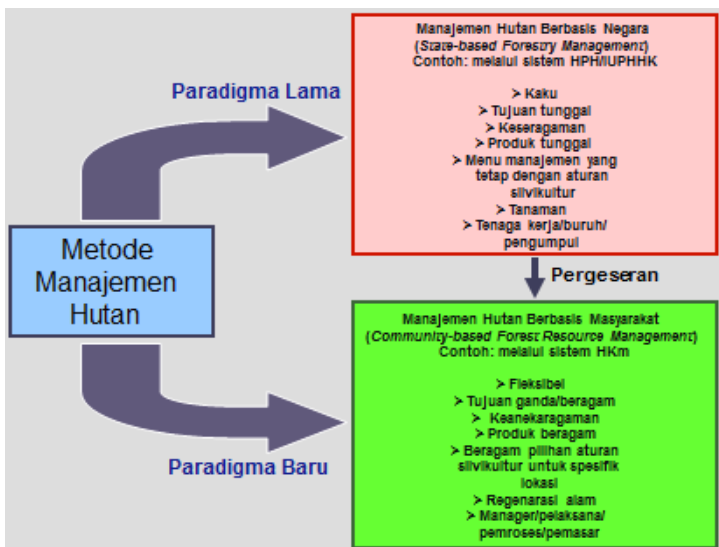 Manajemen Hutan Berbasis Negara
(State-based Forestry Management)
Contoh: melalui sistem HPH/IUPHHK
➢ Kaku
➢ Tujuan tunggal
➢ Keseragaman
➢ Produk tunggal
➢ Menu manajemen yang
tetap dengan aturan
silvikultur
➢ Tanaman
➢ Tenaga kerja/buruh/
pengumpul
Paradigma Lama
Metode
Manajemen
Hutan
Pergeseran
Manajemen Hutan Berbasis Masyarakat
(Community-based Forest Resource Management)
Contoh: melalui sistem HKm
➢ Fleksibel
➢ Tujuan ganda/beragam
➢ Keanekaragaman
➢ Produk beragam
➢ Beragam pilihan aturan
silvikultur untuk spesifik
lokasi
➢ Regenarasi alam
➢ Manager/pelaksana/
pemroses/pemasar
Paradigma Baru